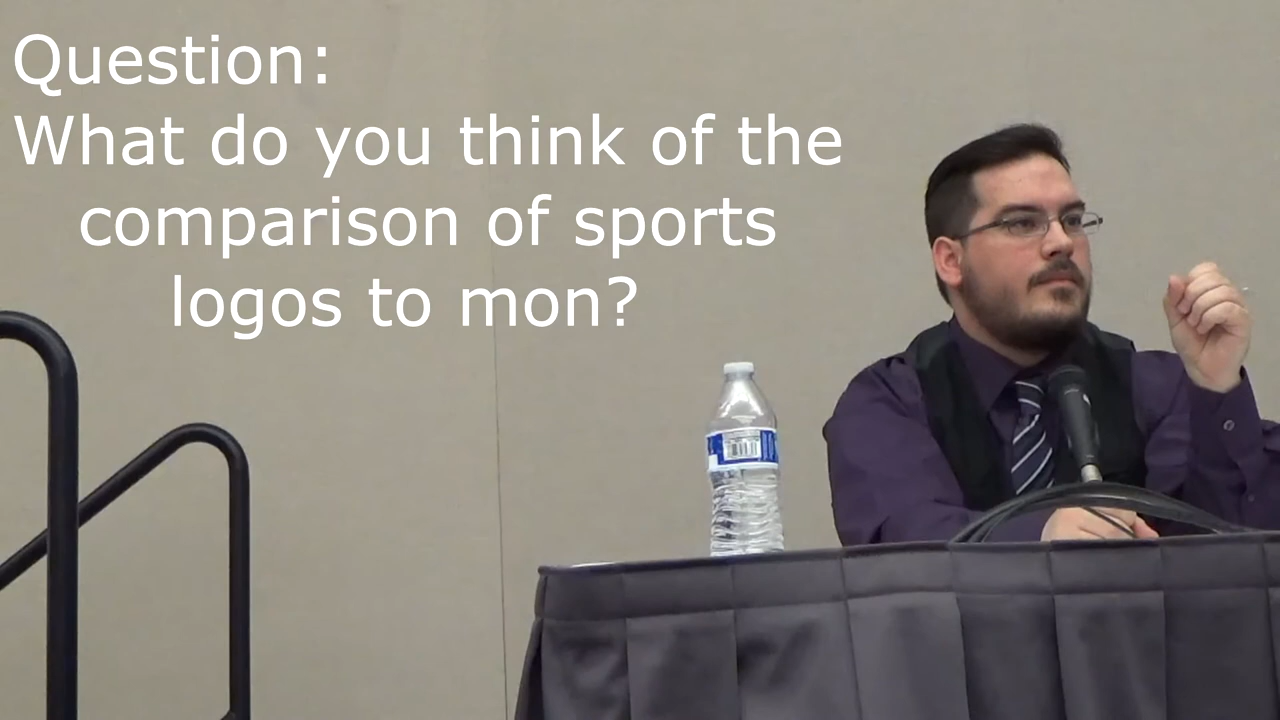 Question:
What do you think of the
comparison of sports
logos to mon?